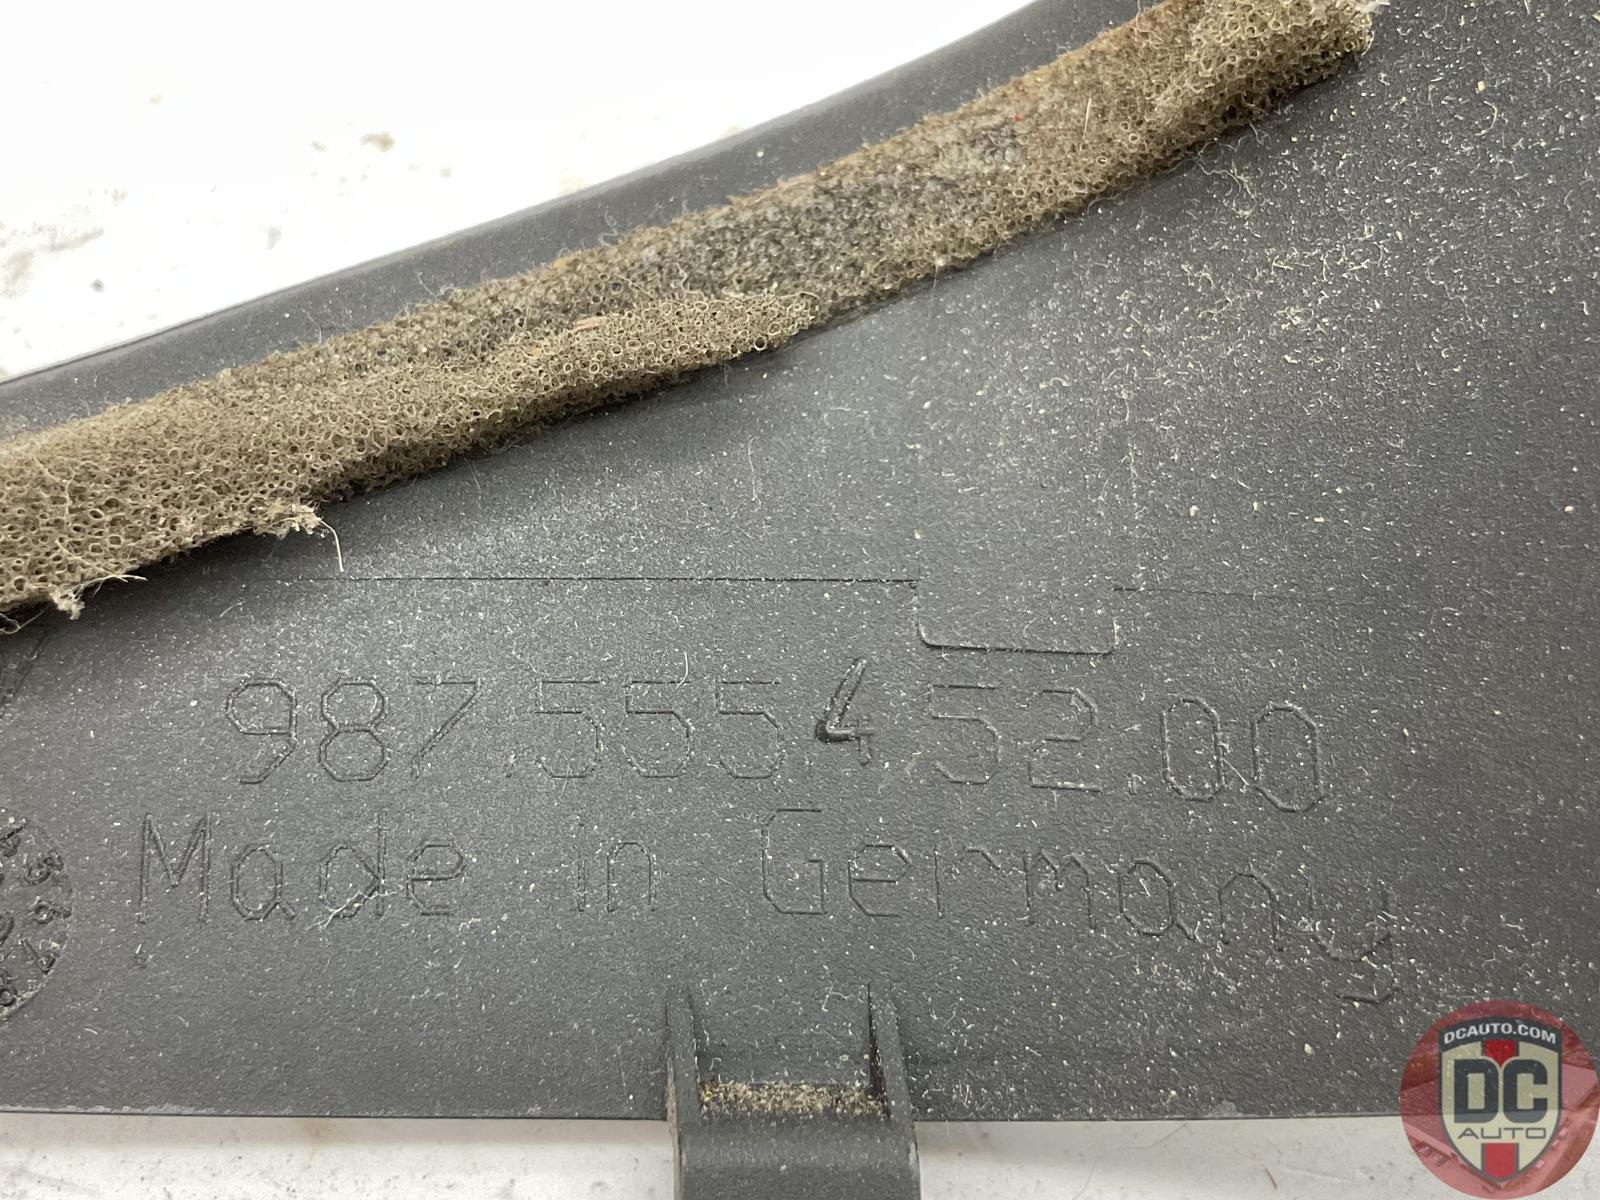 987.555.452.00
Made in Germany
DCAUTO.COM
DC
AUTO